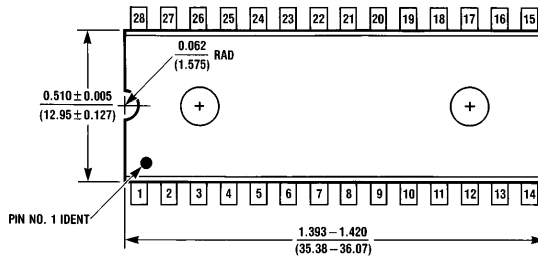 28 27 26 25 24 23 22 21 20 19 18 17 16 15
0.062
(1.575)
RAD
0.510 ± 0.005
(12.95 ± 0.127)
1 2 3 4 5 6 7 8 9 10 11 12 13 14
PIN NO. 1 IDENT
1.393 – 1.420
(35.38 – 36.07)